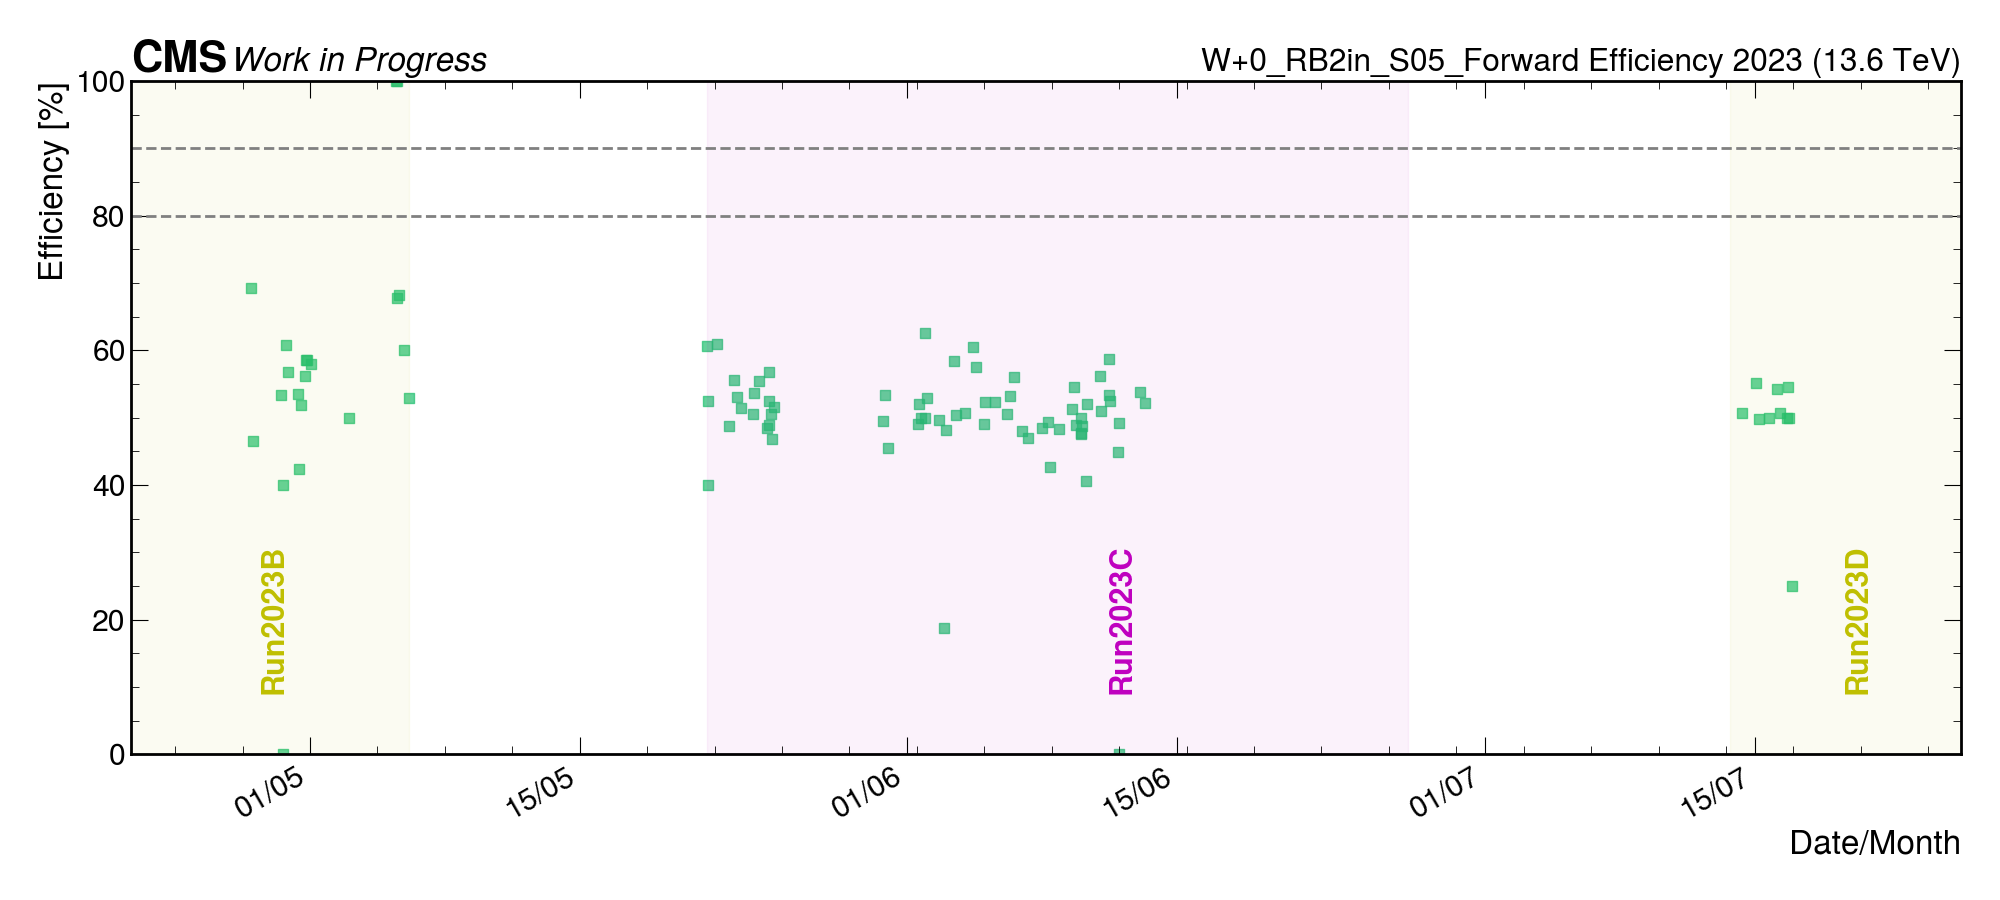 CMS Work in Progress
W+0_RB2in_S05_Forward Efficiency 2023 (13.6 TeV)
Efficiency [%]
100
80
60
40
20
0
Run2023B
Run2023C
Run2023D
01/05
15/05
01/06
15/06
01/07
15/07
Date/Month